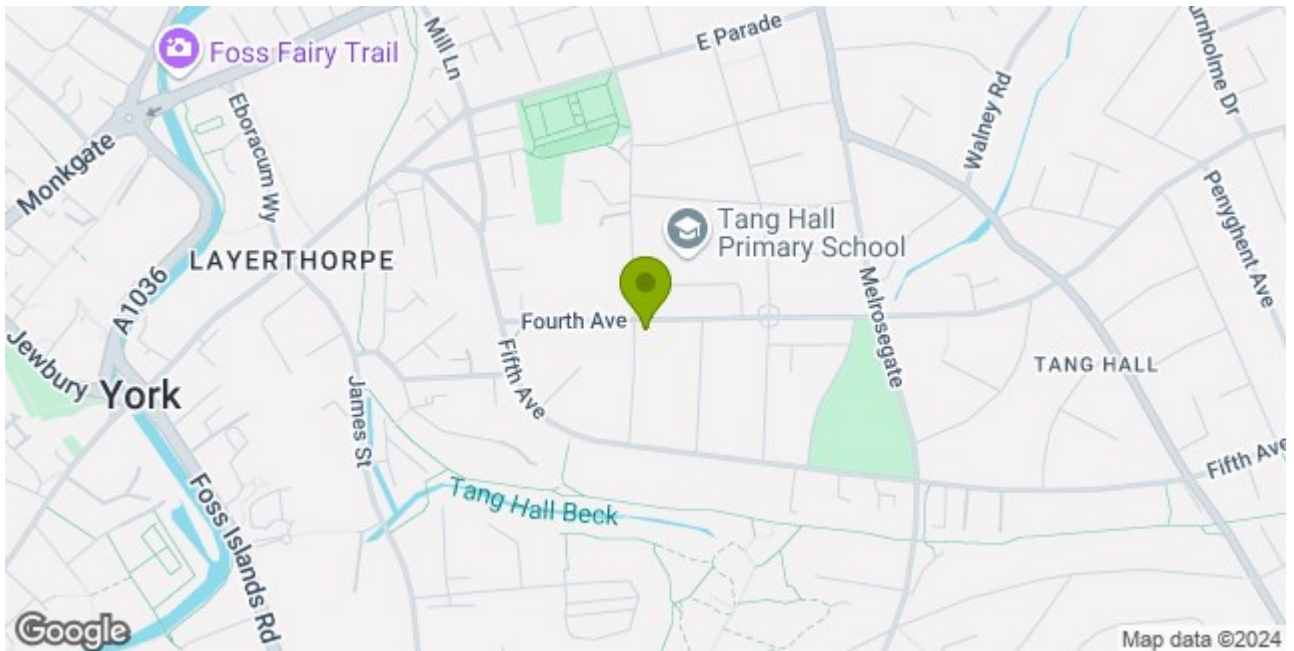 Foss Fairy Trail
Mill Ln
E Parade
Walney Rd
Eboracum Wy
Monkgate
Penyghent Ave
Tang Hall
Primary School
LAYERTHORPE
A1036
Melrosegate
Fourth Ave
Jewbury
York
James St
Fifth Ave
TANG HALL
Fifth Ave
Tang Hall Beck
Foss Islands Rd
Google
Map data ©2024